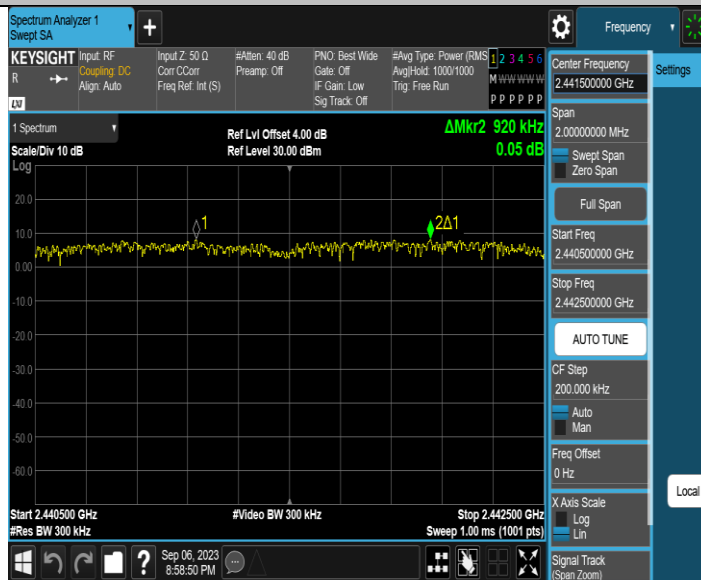 Spectrum Analyzer 1
Swept SA
+
Frequency
KEYSIGHT
R
LXI
Input: RF
Coupling: DC
Align: Auto
Input Z: 50 Ω
Corr CCorr
Freq Ref: Int (S)
#Atten: 40 dB
Preamp: Off
PNO: Best Wide
Gate: Off
IF Gain: Low
Sig Track: Off
#Avg Type: Power (RMS
Avg|Hold: 1000/1000
Trig: Free Run
1 2 3 4 5 6
M W W W W W
P P P P P P
1 Spectrum
Scale/Div 10 dB
Ref Lvl Offset 4.00 dB
Ref Level 30.00 dBm
ΔMkr2 920 kHz
0.05 dB
Log
20.0
10.0
0.00
-10.0
-20.0
-30.0
-40.0
-50.0
-60.0
1
2Δ1
Start 2.440500 GHz
#Res BW 300 kHz
#Video BW 300 kHz
Stop 2.442500 GHz
Sweep 1.00 ms (1001 pts)
?
Sep 06, 2023
8:58:50 PM
Center Frequency
2.441500000 GHz
Span
2.00000000 MHz
Swept Span
Zero Span
Full Span
Start Freq
2.440500000 GHz
Stop Freq
2.442500000 GHz
AUTO TUNE
CF Step
200.000 kHz
Auto
Man
Freq Offset
0 Hz
X Axis Scale
Log
Lin
Signal Track
(Span Zoom)
Settings
Local